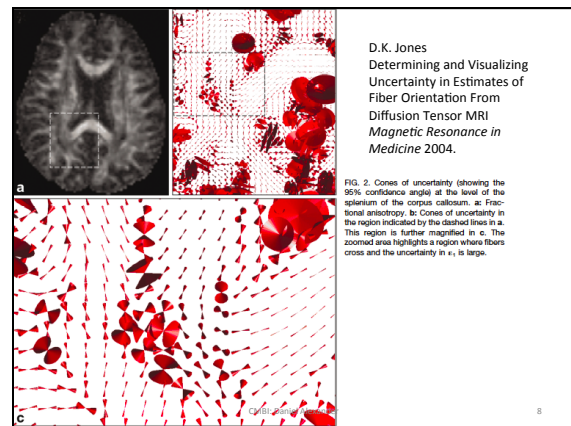 a
D.K. Jones
Determining and Visualizing
Uncertainty in Estimates of
Fiber Orientation From
Diffusion Tensor MRI
Magnetic Resonance in
Medicine 2004.
FIG. 2. Cones of uncertainty (showing the
95% confidence angle) at the level of the
splenium of the corpus callosum. a: Frac-
tional anisotropy. b: Cones of uncertainty in
the region indicated by the dashed lines in a.
This region is further magnified in c. The
zoomed area highlights a region where fibers
cross and the uncertainty in ε1 is large.
c
CMBI: Daniel Alexander
8